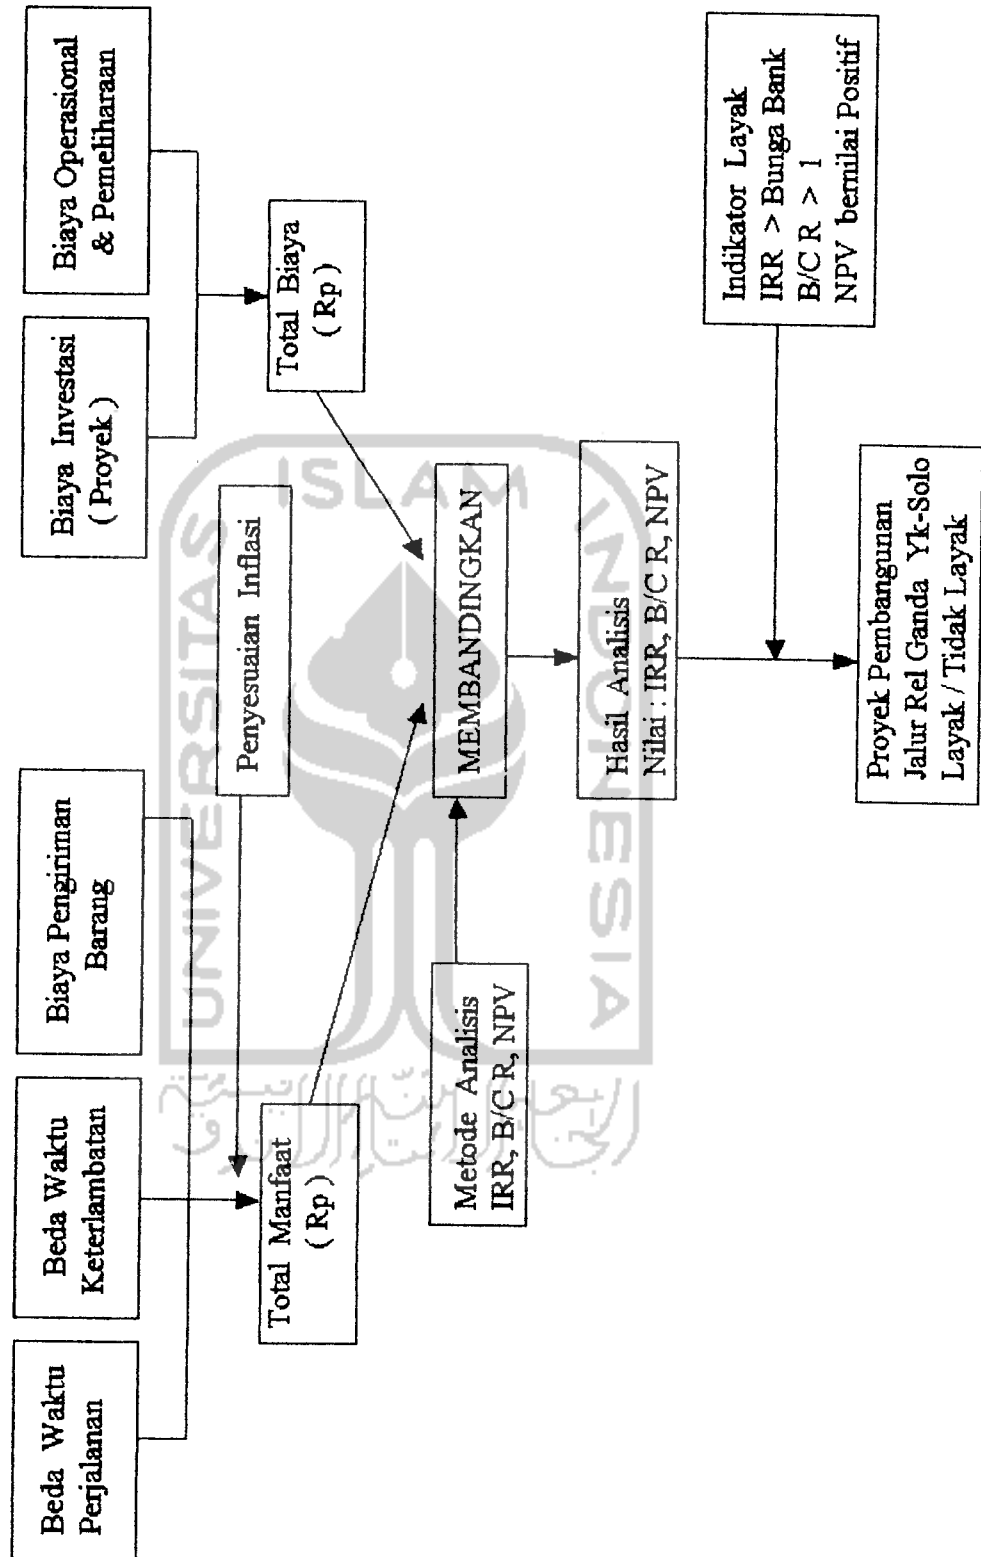 Beda Waktu
Perjalanan
Beda Waktu
Keterlambatan
Biaya Pengiriman
Barang
Biaya Investasi
( Proyek )
Biaya Operasional
& Pemeliharaan
Total Manfaat
( Rp )
Penyesuaian Inflasi
Total Biaya
( Rp )
Metode Analisis
IRR, B/C R, NPV
MEMBANDINGKAN
Hasil Analisis
Nilai : IRR, B/C R, NPV
Indikator Layak
IRR > Bunga Bank
B/C R > 1
NPV bernilai Positif
Proyek Pembangunan
Jalur Rel Ganda Yk-Solo
Layak / Tidak Layak
UNIVERSITAS
ISLAM
INDONESIA